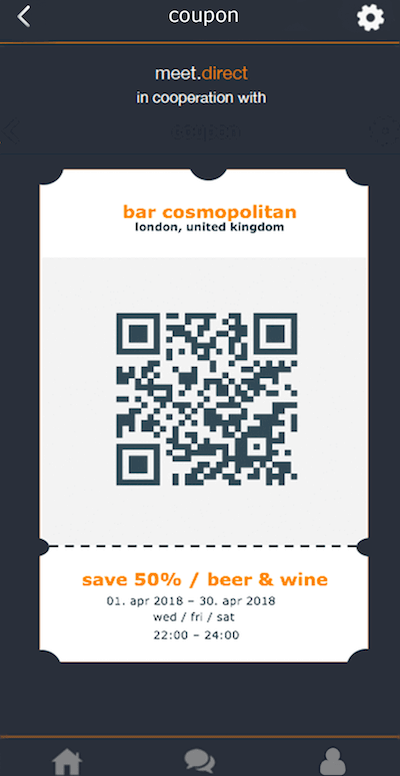 coupon
meet.direct
in cooperation with
bar cosmopolitan
london, united kingdom
save 50% / beer & wine
01. apr 2018 – 30. apr 2018
wed / fri / sat
22:00 – 24:00